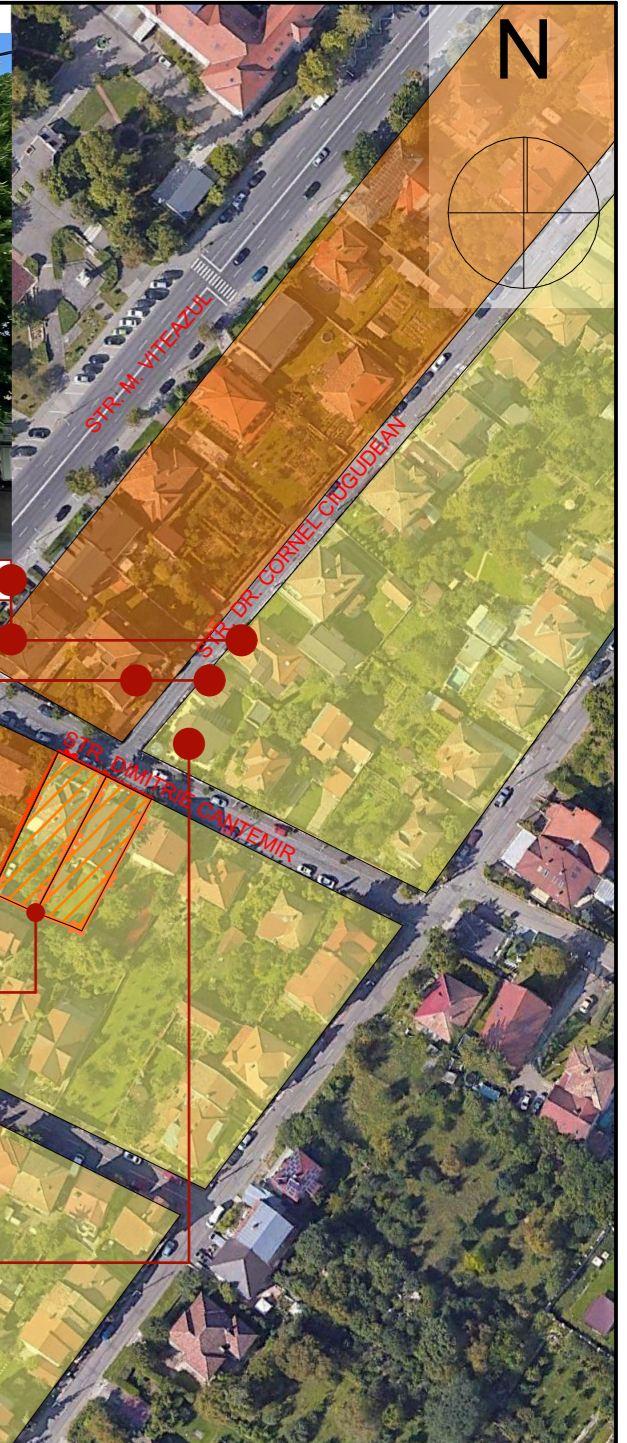 N
STR. M. VITEAZUL
STR. DR. CORNEL CIUGUDEAN
STR. DIMITRIE CANTEMIR